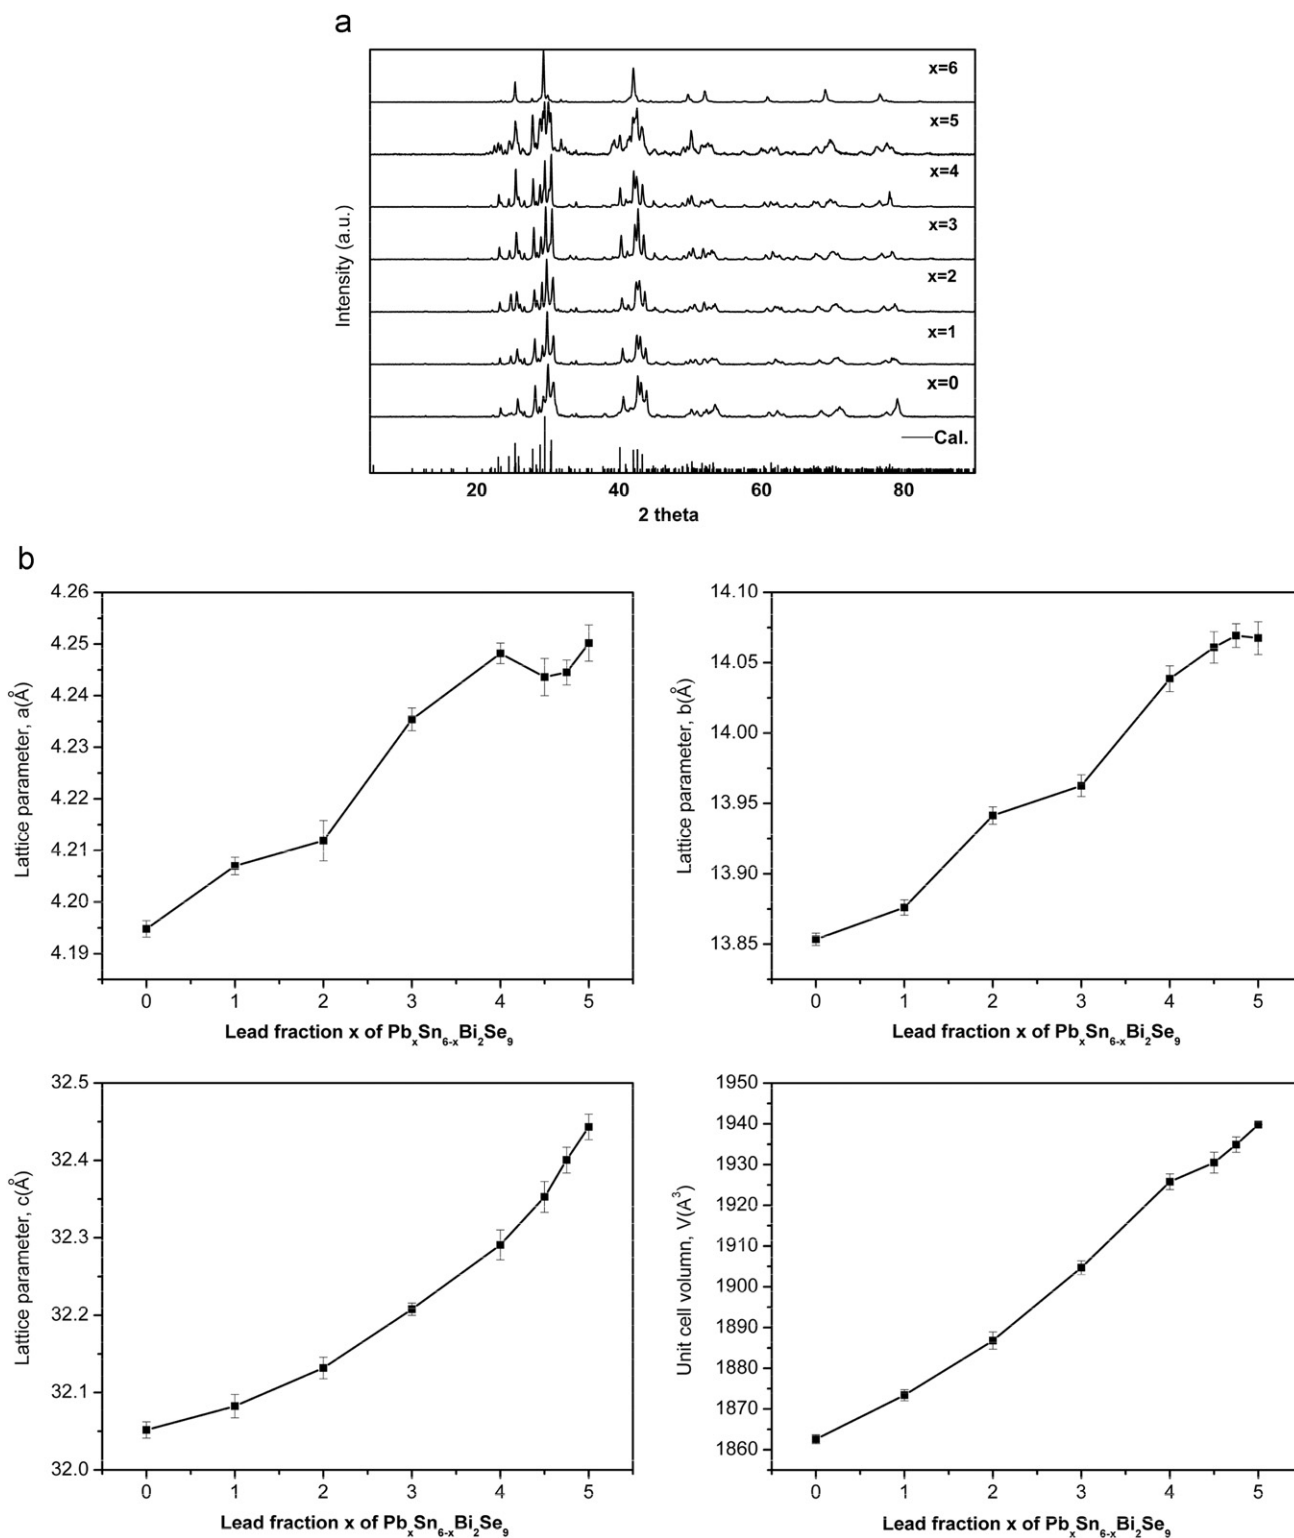 a
x=6
x=5
x=4
x=3
x=2
x=1
x=0
Cal.
Intensity (a.u.)
20 40 60 80
2 theta
b
4.26
4.25
4.24
4.23
4.22
4.21
4.20
4.19
Lattice parameter, a(Å)
0 1 2 3 4 5
Lead fraction x of PbₓSn₆₋ₓBi₂Se₉
14.10
14.05
14.00
13.95
13.90
13.85
Lattice parameter, b(Å)
0 1 2 3 4 5
Lead fraction x of PbₓSn₆₋ₓBi₂Se₉
32.5
32.4
32.3
32.2
32.1
32.0
Lattice parameter, c(Å)
0 1 2 3 4 5
Lead fraction x of PbₓSn₆₋ₓBi₂Se₉
1950
1940
1930
1920
1910
1900
1890
1880
1870
1860
Unit cell volumn, V(A³)
0 1 2 3 4 5
Lead fraction x of PbₓSn₆₋ₓBi₂Se₉